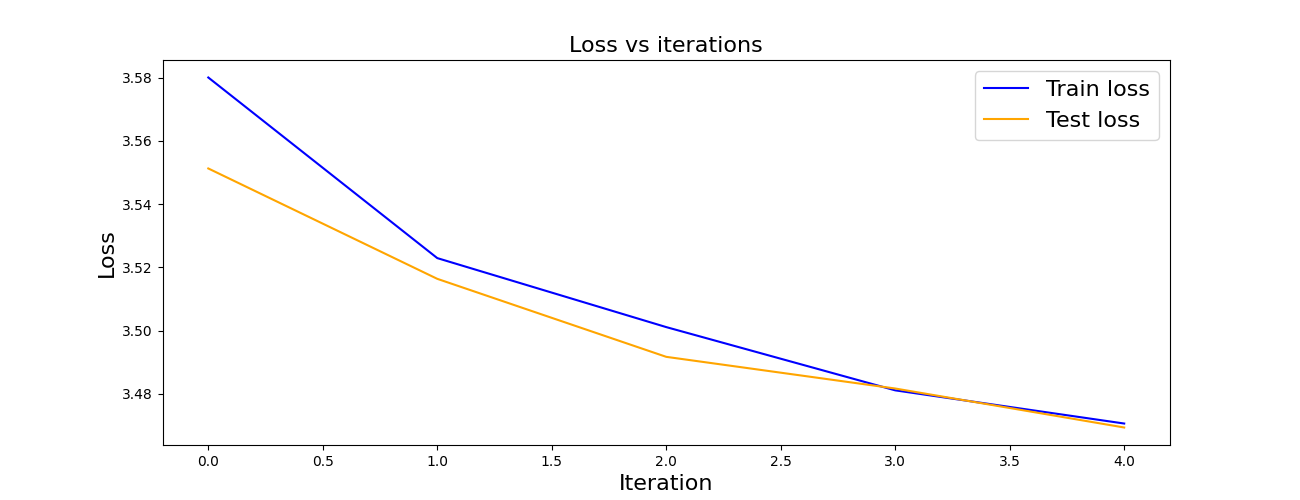 Loss vs iterations
Train loss
Test loss
Loss
3.58
3.56
3.54
3.52
3.50
3.48
0.0 0.5 1.0 1.5 2.0 2.5 3.0 3.5 4.0
Iteration